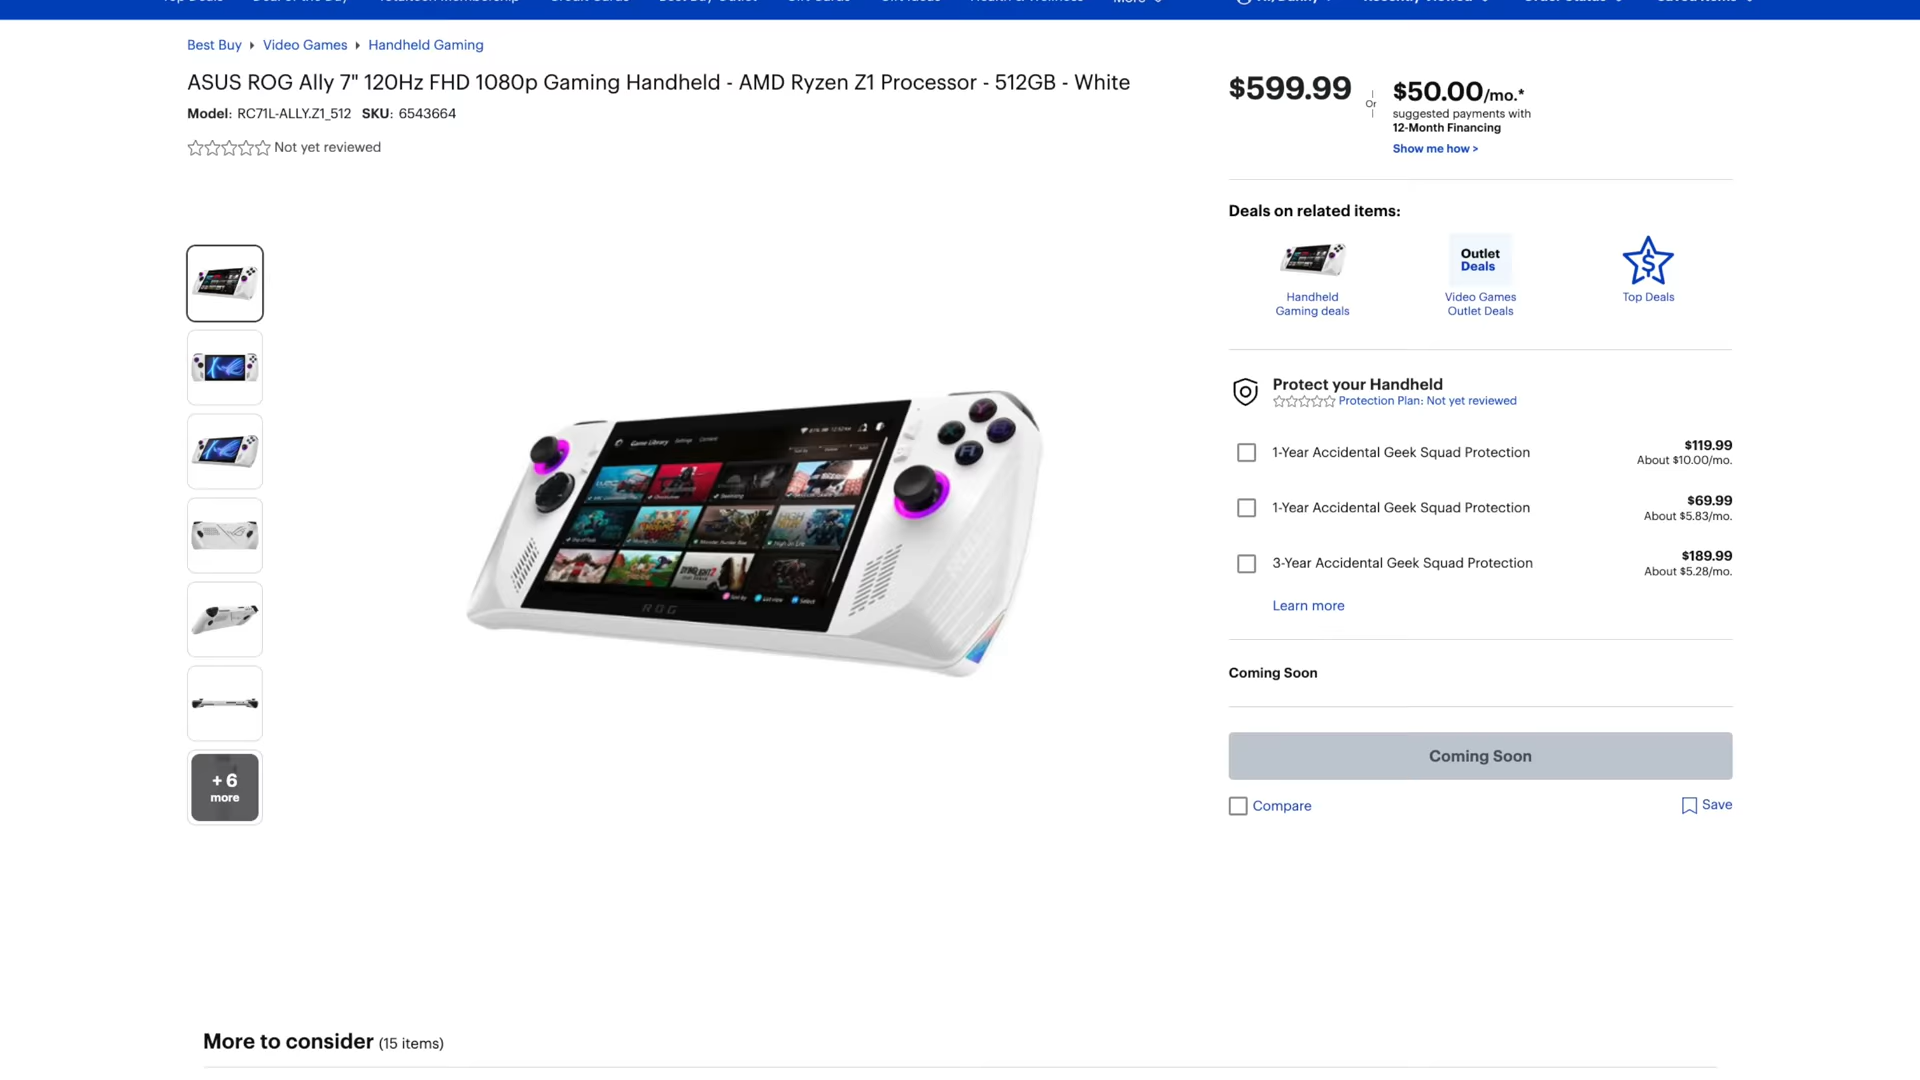 Best Buy
Video Games
Handheld Gaming
ASUS ROG Ally 7" 120Hz FHD 1080p Gaming Handheld - AMD Ryzen Z1 Processor - 512GB - White
Model: RC71L-ALLY.Z1_512 SKU: 6543664
Not yet reviewed
+ 6
more
Game Library
ROG
$599.99
Or
$50.00/mo.*
suggested payments with
12-Month Financing
Show me how >
Deals on related items:
Handheld
Gaming deals
Outlet
Deals
Video Games
Outlet Deals
Top Deals
Protect your Handheld
Protection Plan: Not yet reviewed
1-Year Accidental Geek Squad Protection
$119.99
About $10.00/mo.
1-Year Accidental Geek Squad Protection
$69.99
About $5.83/mo.
3-Year Accidental Geek Squad Protection
$189.99
About $5.28/mo.
Learn more
Coming Soon
Coming Soon
Compare
Save
More to consider (15 items)